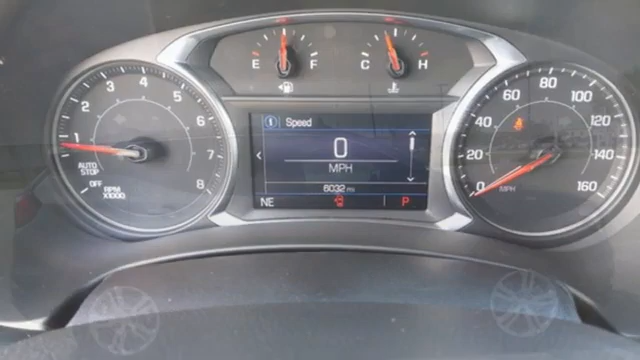 E F C H
1 2 3 4 5 6 7 8
AUTO STOP
OFF
RPM X1000
Speed
0
MPH
6032 mi
NE P
0 20 40 60 80 100 120 140 160
MPH